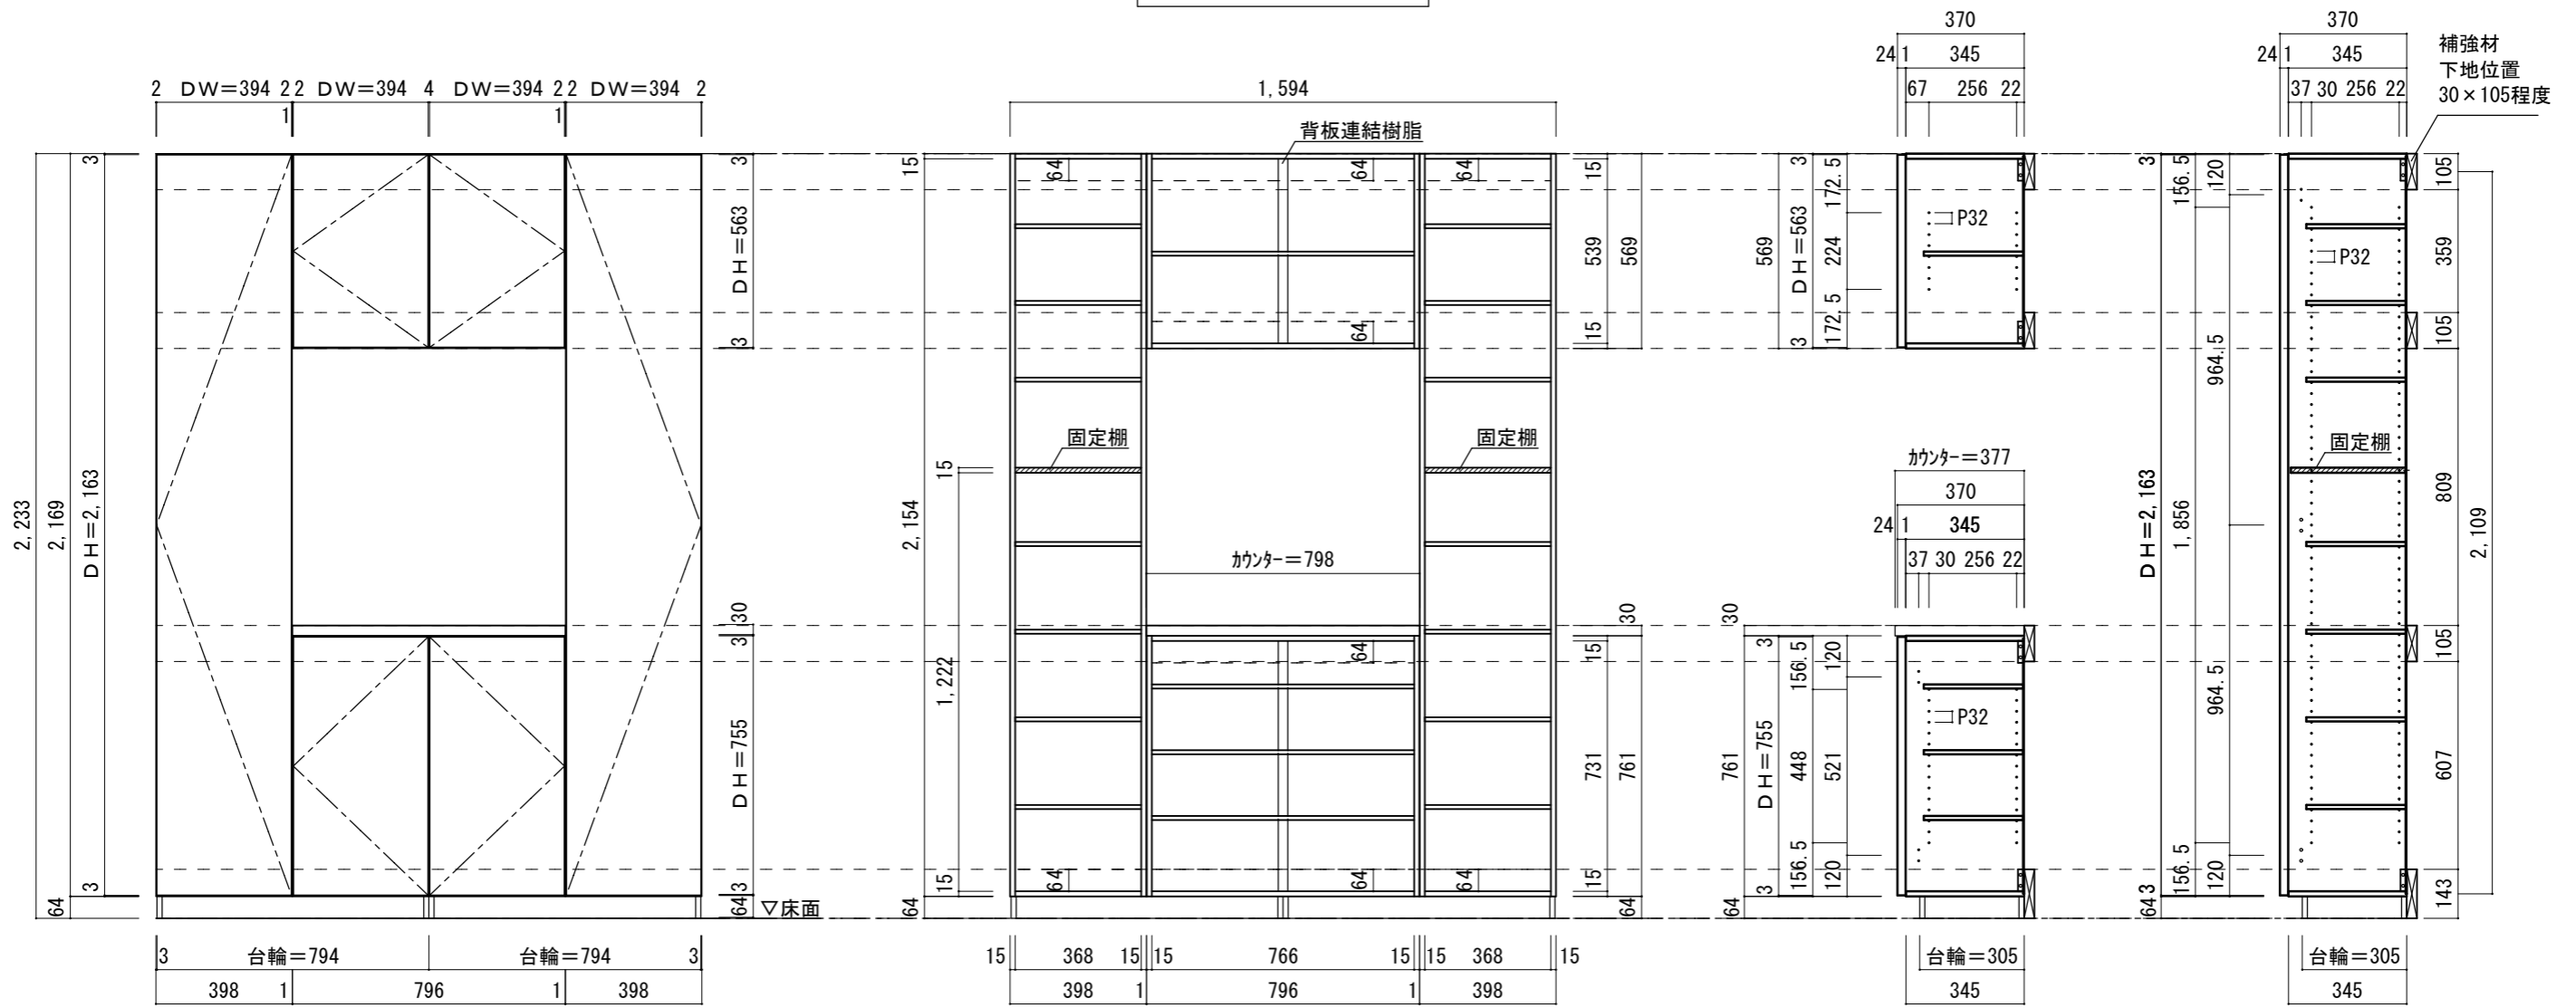 2 DW=394 2 2 DW=394 4 DW=394 2 2 DW=394 2
1 1
2,233
2,169
DH=2,163
3
3
64
3
DH=563
3
30
3
DH=755
3
64
▽床面
3 台輪=794 台輪=794 3
398 1 796 1 398
1,594
背板連結樹脂
64 64 64
15
2,154
15
1,222
15
64
固定棚 固定棚
カウンター=798
64
64
64 64 64
15
539
569
15
30
15
731
761
15
64
15 368 15 15 766 15 15 368 15
398 1 796 1 398
370
24 1 345
67 256 22
569
3
DH=563
3
172.5
224
172.5
P32
カウンター=377
370
24 1 345
37 30 256 22
30
761
3
DH=755
3
156.5
448
156.5
120
521
120
64
P32
台輪=305
345
370
24 1 345
37 30 256 22
補強材
下地位置
30×105程度
3
DH=2,163
3
64
156.5
1,856
156.5
120
964.5
964.5
120
P32
固定棚
105
359
105
809
105
607
143
2,109
台輪=305
345